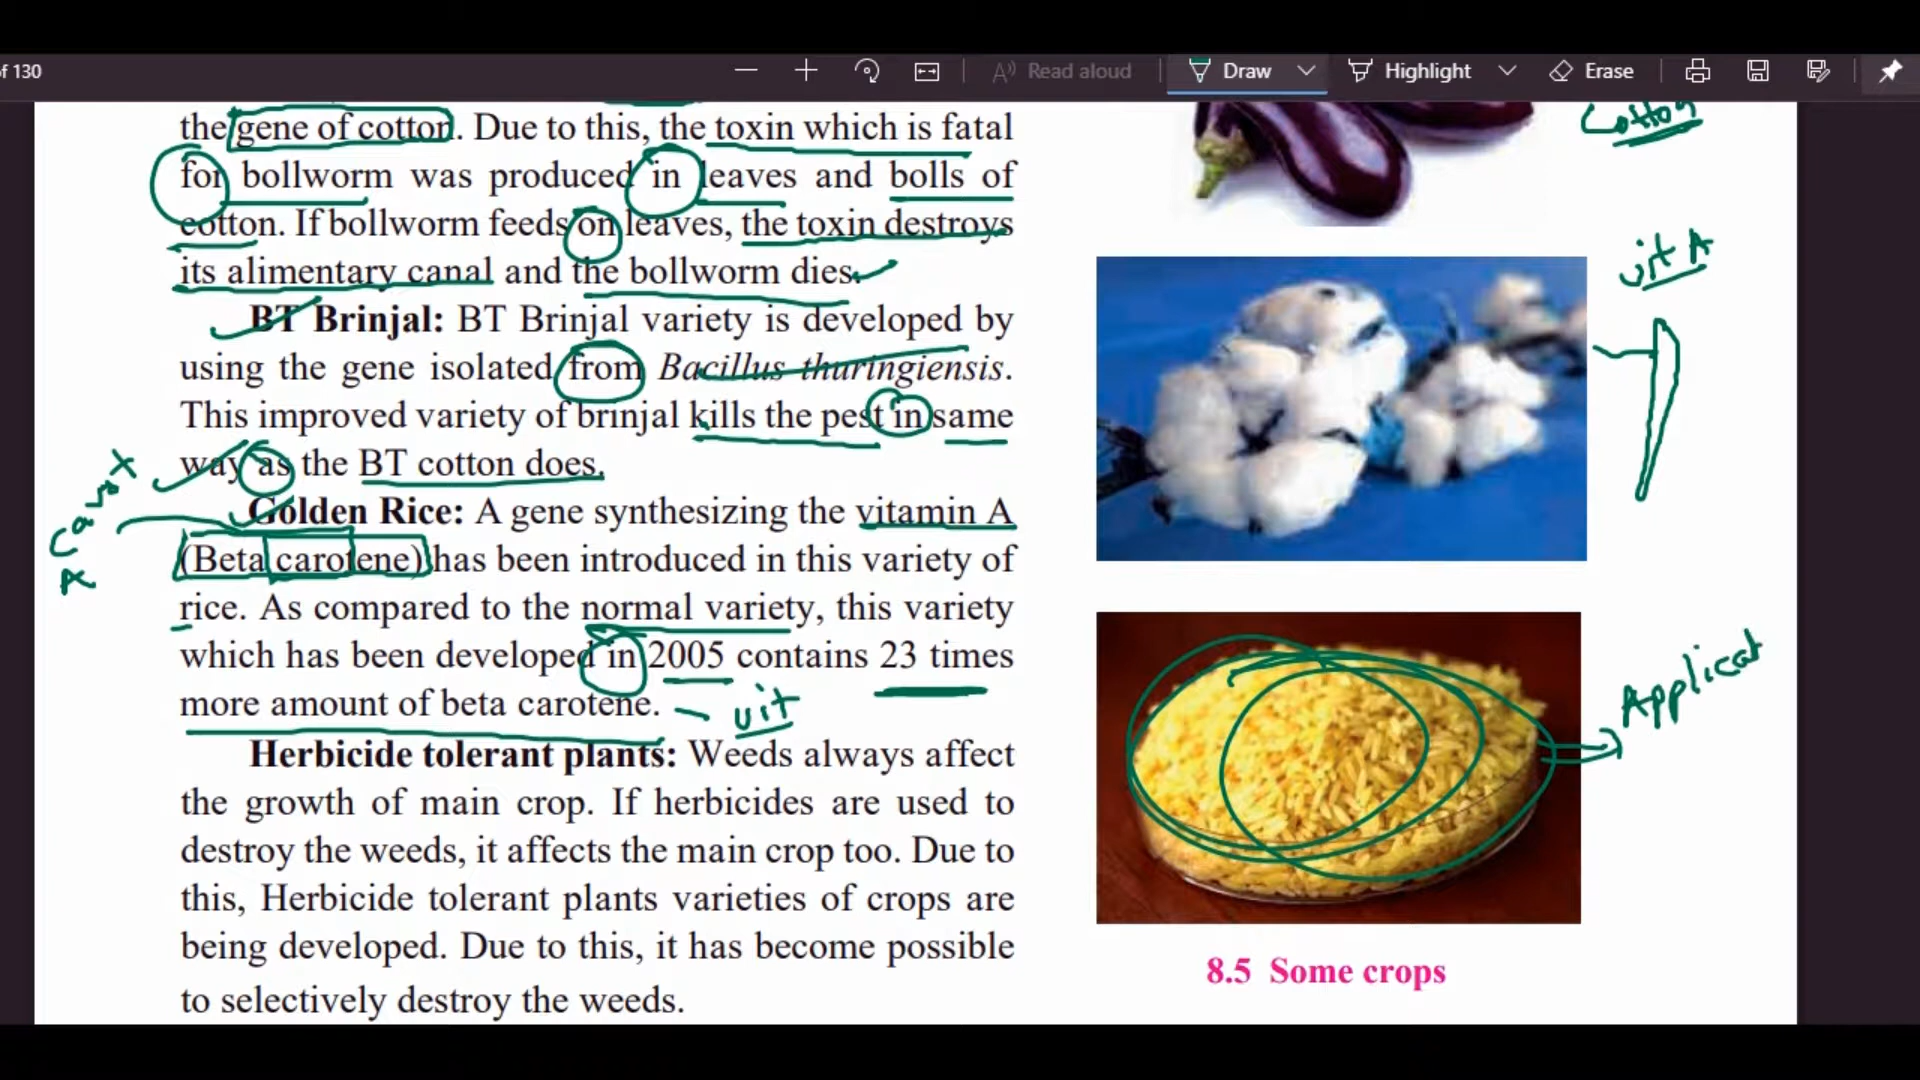 f 130
Read aloud
Draw
Highlight
Erase
the gene of cotton. Due to this, the toxin which is fatal
for bollworm was produced in leaves and bolls of
cotton. If bollworm feeds on leaves, the toxin destroys
its alimentary canal and the bollworm dies.
BT Brinjal: BT Brinjal variety is developed by
using the gene isolated from Bacillus thuringiensis.
This improved variety of brinjal kills the pest in same
way as the BT cotton does.
Golden Rice: A gene synthesizing the vitamin A
(Beta carotene) has been introduced in this variety of
rice. As compared to the normal variety, this variety
which has been developed in 2005 contains 23 times
more amount of beta carotene.
vit
Herbicide tolerant plants: Weeds always affect
the growth of main crop. If herbicides are used to
destroy the weeds, it affects the main crop too. Due to
this, Herbicide tolerant plants varieties of crops are
being developed. Due to this, it has become possible
to selectively destroy the weeds.
Carrot
Cotton
vit A
Applicat
8.5 Some crops